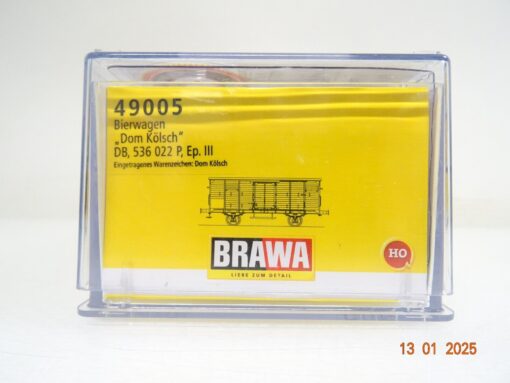 49005
Bierwagen
„Dom Kölsch“
DB, 536 022 P, Ep. III
Eingetragenes Warenzeichen: Dom Kölsch
BRAWA
LIEBE ZUM DETAIL
HO
13 01 2025